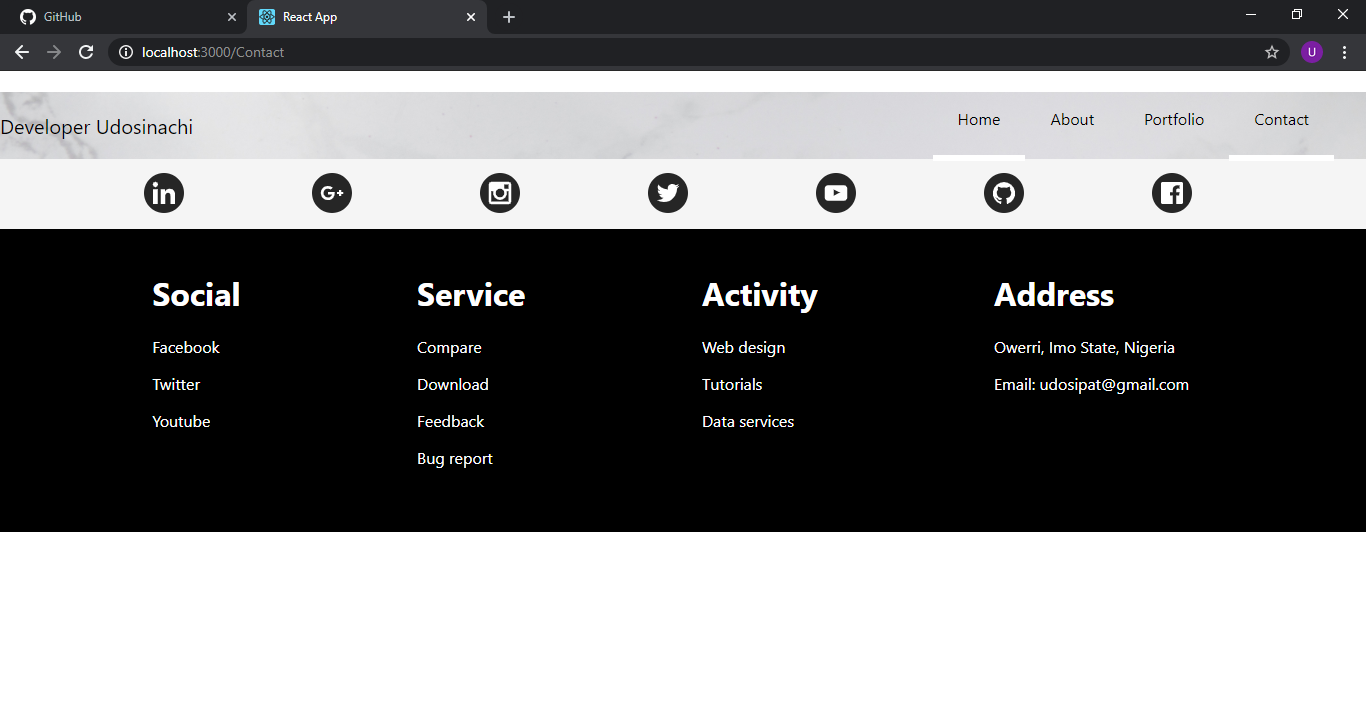 GitHub
React App
localhost:3000/Contact
U
Developer Udosinachi
Home About Portfolio Contact
in G+
Social Service Activity Address
Facebook Compare Web design Owerri, Imo State, Nigeria
Twitter Download Tutorials Email: udosipat@gmail.com
Youtube Feedback Data services
Bug report